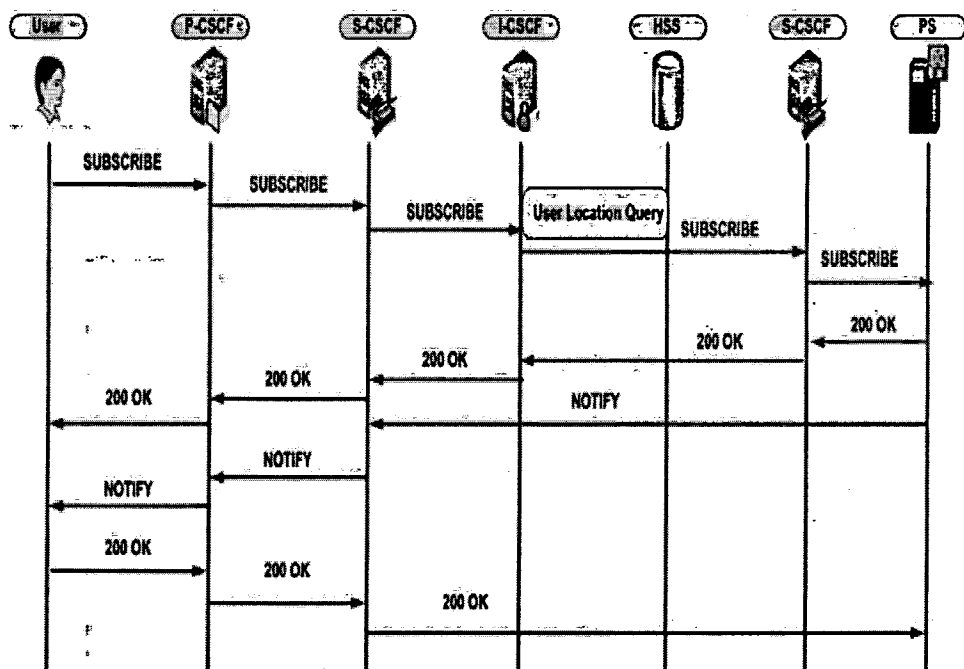 User
P-CSCF
S-CSCF
I-CSCF
HSS
S-CSCF
PS
SUBSCRIBE
SUBSCRIBE
SUBSCRIBE
User Location Query
SUBSCRIBE
SUBSCRIBE
200 OK
200 OK
200 OK
200 OK
200 OK
NOTIFY
NOTIFY
NOTIFY
200 OK
200 OK
200 OK